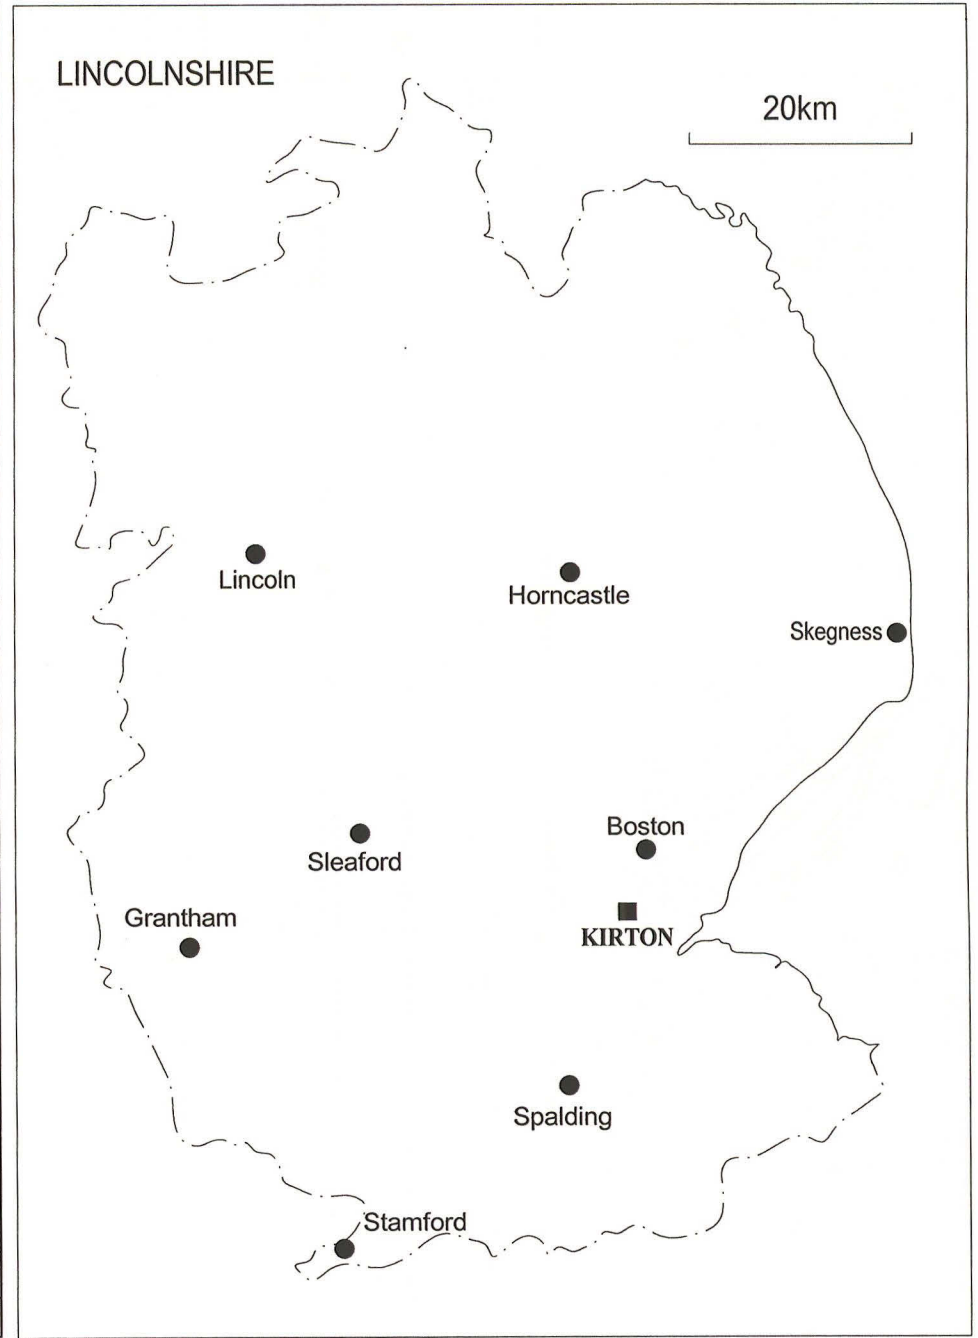 LINCOLNSHIRE
20km
Lincoln
Horncastle
Skegness
Boston
Sleaford
KIRTON
Grantham
Spalding
Stamford